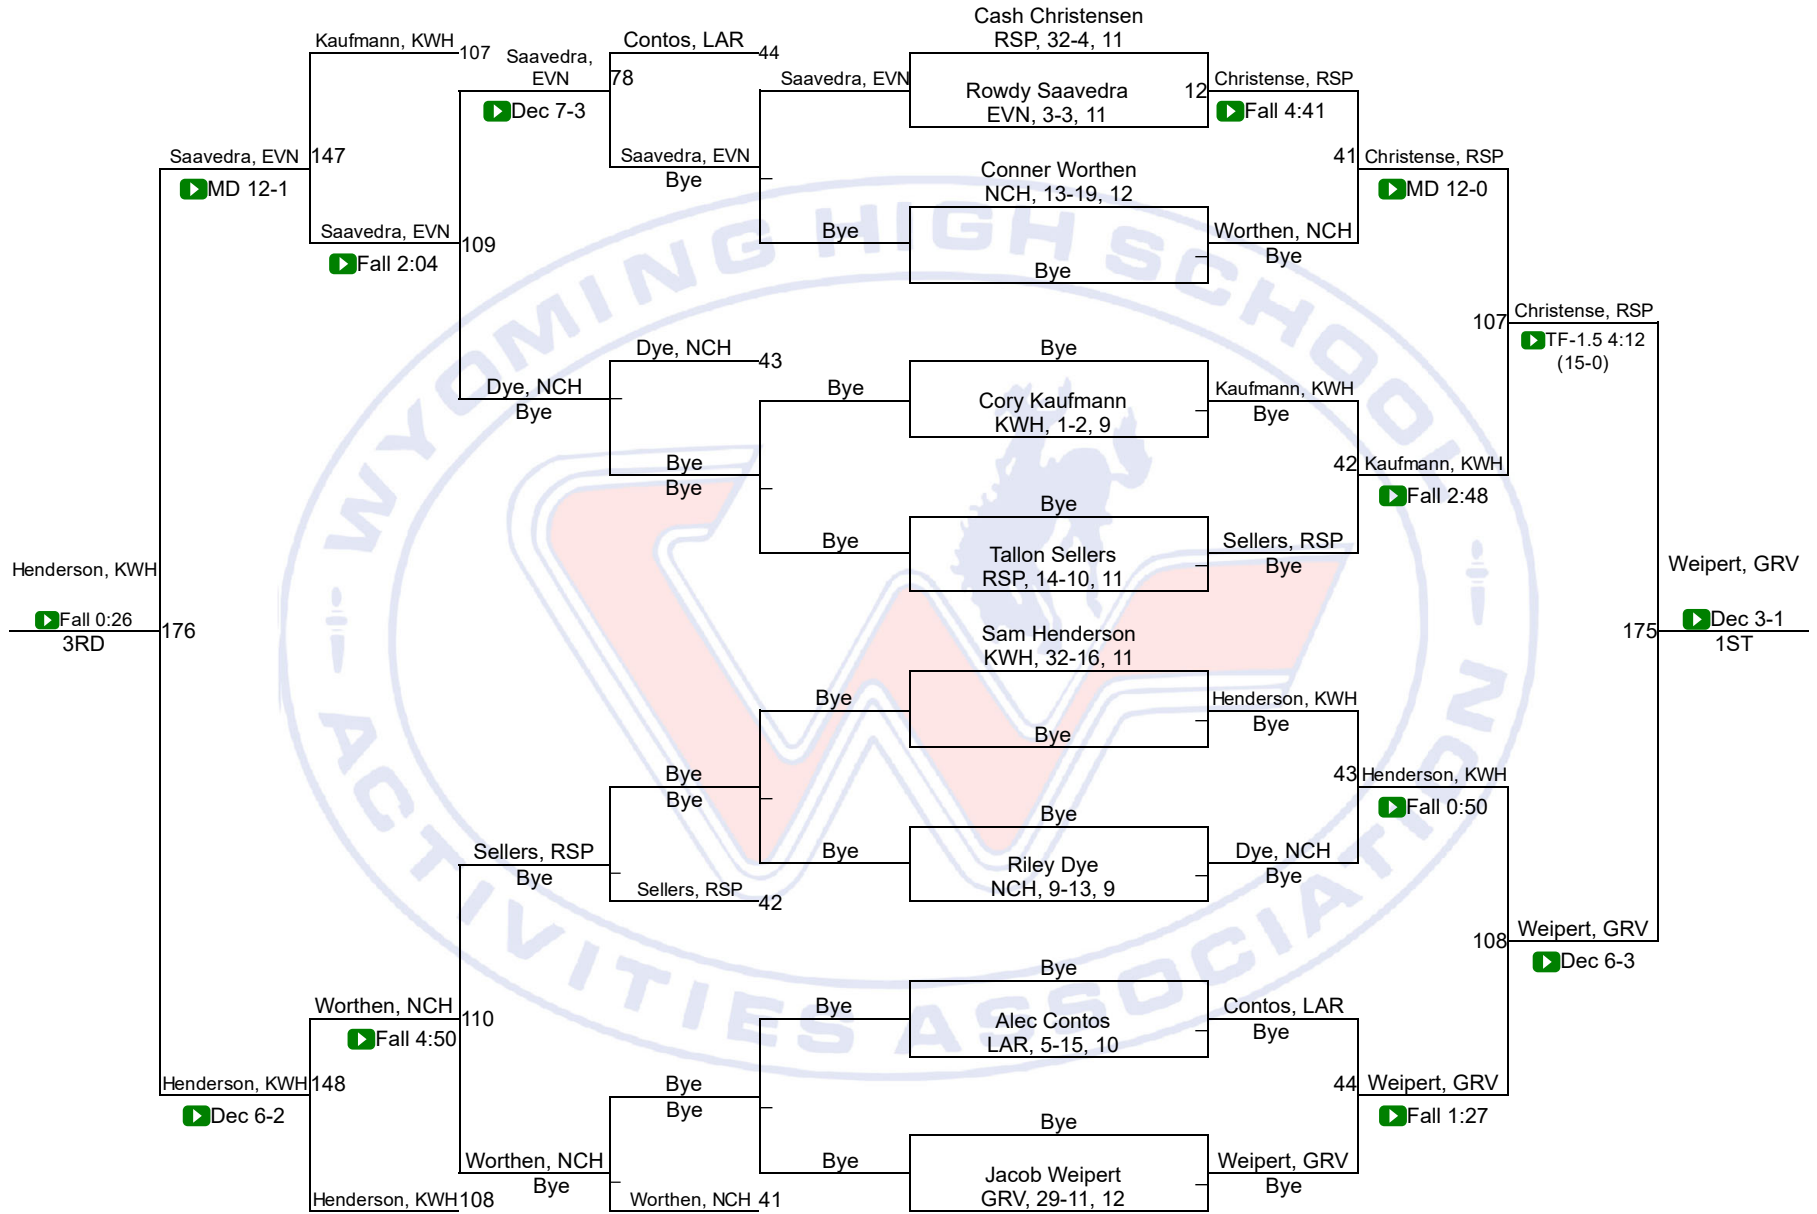 Cash Christensen
RSP, 32-4, 11
Kaufmann, KWH
107
Saavedra,
EVN
78
Dec 7-3
Contos, LAR
44
Saavedra, EVN
Rowdy Saavedra
EVN, 3-3, 11
12
Christense, RSP
Fall 4:41
Saavedra, EVN
147
MD 12-1
Saavedra, EVN
Bye
Conner Worthen
NCH, 13-19, 12
41
Christense, RSP
MD 12-0
Saavedra, EVN
109
Fall 2:04
Bye
Bye
Worthen, NCH
Bye
107
Christense, RSP
TF-1.5 4:12
(15-0)
Dye, NCH
43
Bye
Dye, NCH
Bye
Bye
Cory Kaufmann
KWH, 1-2, 9
Kaufmann, KWH
Bye
Bye
Bye
42
Kaufmann, KWH
Fall 2:48
Bye
Bye
Tallon Sellers
RSP, 14-10, 11
Sellers, RSP
Bye
Henderson, KWH
Fall 0:26
3RD
176
Weipert, GRV
175
Dec 3-1
1ST
Sam Henderson
KWH, 32-16, 11
Bye
Bye
Henderson, KWH
Bye
Bye
Bye
43
Henderson, KWH
Fall 0:50
Sellers, RSP
Bye
Sellers, RSP
42
Bye
Bye
Riley Dye
NCH, 9-13, 9
Dye, NCH
Bye
108
Weipert, GRV
Dec 6-3
Worthen, NCH
110
Fall 4:50
Bye
Bye
Alec Contos
LAR, 5-15, 10
Contos, LAR
Bye
Henderson, KWH
148
Dec 6-2
Bye
Bye
44
Weipert, GRV
Fall 1:27
Worthen, NCH
Bye
Bye
Bye
Jacob Weipert
GRV, 29-11, 12
Weipert, GRV
Bye
Henderson, KWH
108
Worthen, NCH
41
WYOMING HIGH SCHOOL
ACTIVITIES ASSOCIATION